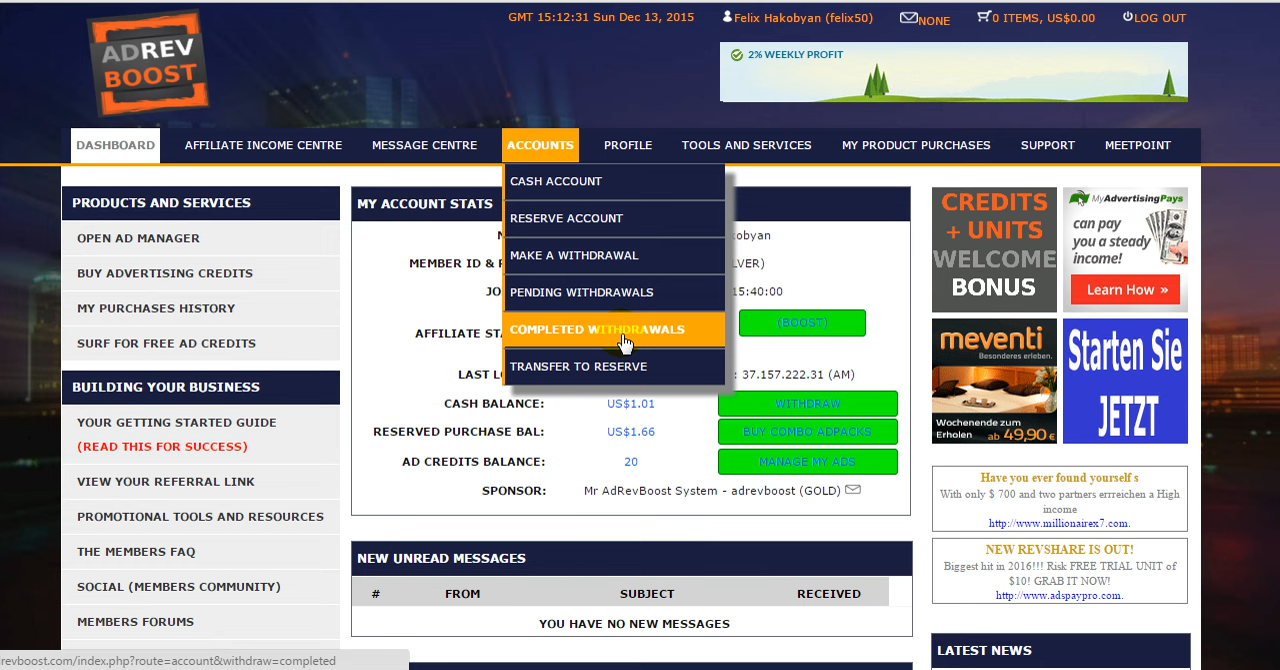 GMT 15:12:31 Sun Dec 13, 2015
Felix Hakobyan (felix50)
NONE
0 ITEMS, US$0.00
LOG OUT
ADREV
BOOST
2% WEEKLY PROFIT
DASHBOARD
AFFILIATE INCOME CENTRE
MESSAGE CENTRE
ACCOUNTS
PROFILE
TOOLS AND SERVICES
MY PRODUCT PURCHASES
SUPPORT
MEETPOINT
CASH ACCOUNT
RESERVE ACCOUNT
MAKE A WITHDRAWAL
PENDING WITHDRAWALS
COMPLETED WITHDRAWALS
TRANSFER TO RESERVE
PRODUCTS AND SERVICES
OPEN AD MANAGER
BUY ADVERTISING CREDITS
MY PURCHASES HISTORY
SURF FOR FREE AD CREDITS
BUILDING YOUR BUSINESS
YOUR GETTING STARTED GUIDE
(READ THIS FOR SUCCESS)
VIEW YOUR REFERRAL LINK
PROMOTIONAL TOOLS AND RESOURCES
THE MEMBERS FAQ
SOCIAL (MEMBERS COMMUNITY)
MEMBERS FORUMS
MY ACCOUNT STATS
kobyan
MEMBER ID &
LVER)
JO
15:40:00
AFFILIATE STA
(BOOST)
LAST L
: 37.157.222.31 (AM)
CASH BALANCE: US$1.01 WITHDRAW
RESERVED PURCHASE BAL: US$1.66 BUY COMBO ADPACKS
AD CREDITS BALANCE: 20 MANAGE MY ADS
SPONSOR: Mr AdRevBoost System - adrevboost (GOLD)
NEW UNREAD MESSAGES
# FROM SUBJECT RECEIVED
YOU HAVE NO NEW MESSAGES
CREDITS
+ UNITS
WELCOME
BONUS
MyAdvertisingPays
can pay
you a steady
income!
Learn How »
meventi
Besonderes erleben.
Wochenende zum
Erholen ab 49,90 €
Starten Sie
JETZT
Have you ever found yourself s
With only $ 700 and two partners errreichen a High
income
http://www.millionairex7.com.
NEW REVSHARE IS OUT!
Biggest hit in 2016!!! Risk FREE TRIAL UNIT of
$10! GRAB IT NOW!
http://www.adspaypro.com.
LATEST NEWS
revboost.com/index.php?route=account&withdraw=completed